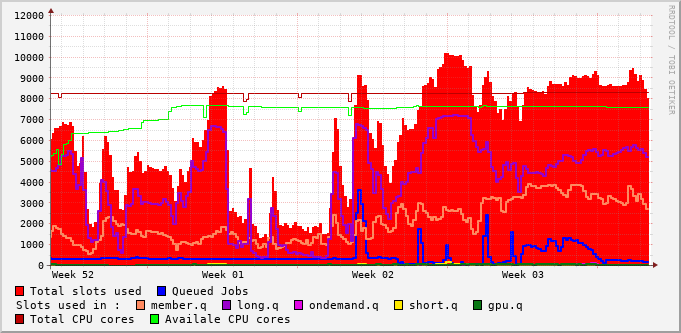 12000
11000
10000
9000
8000
7000
6000
5000
4000
3000
2000
1000
0
Week 52 Week 01 Week 02 Week 03
RRDTOOL / TOBI OETIKER
Total slots used Queued Jobs
Slots used in : member.q long.q ondemand.q short.q gpu.q
Total CPU cores Availale CPU cores